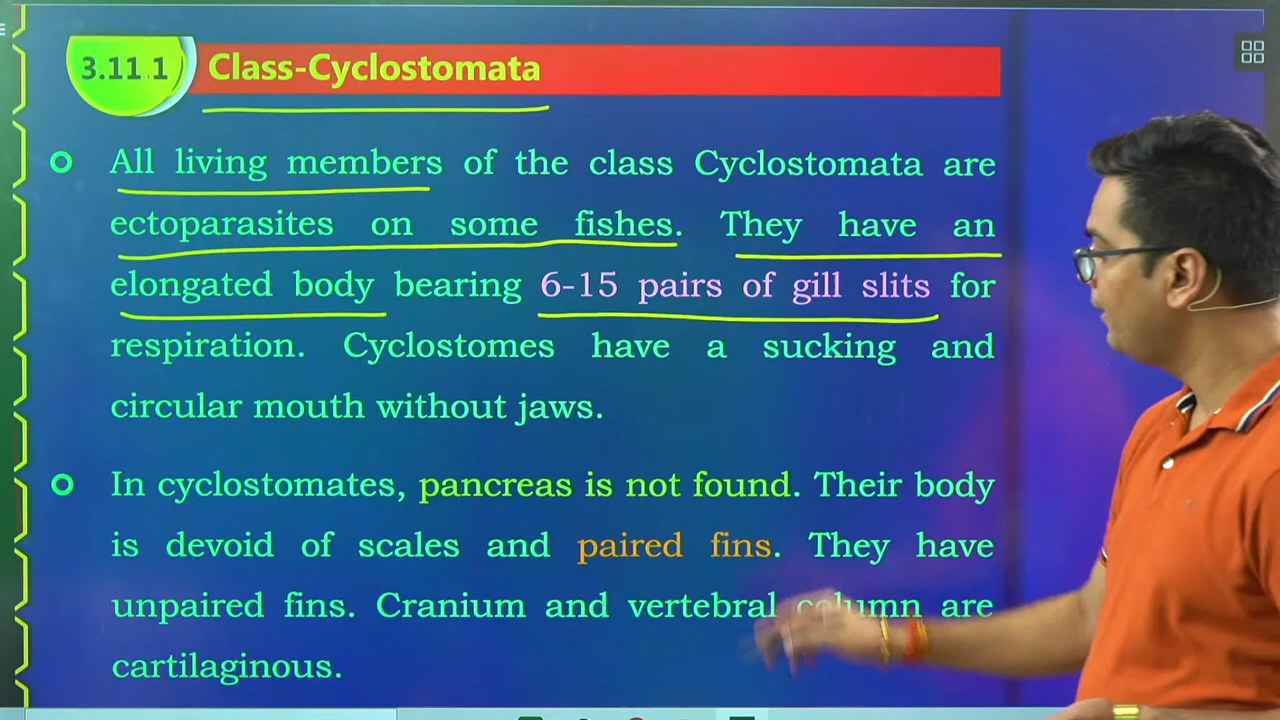 3.11.1 Class-Cyclostomata
All living members of the class Cyclostomata are
ectoparasites on some fishes. They have an
elongated body bearing 6-15 pairs of gill slits for
respiration. Cyclostomes have a sucking and
circular mouth without jaws.
In cyclostomates, pancreas is not found. Their body
is devoid of scales and paired fins. They have
unpaired fins. Cranium and vertebral column are
cartilaginous.